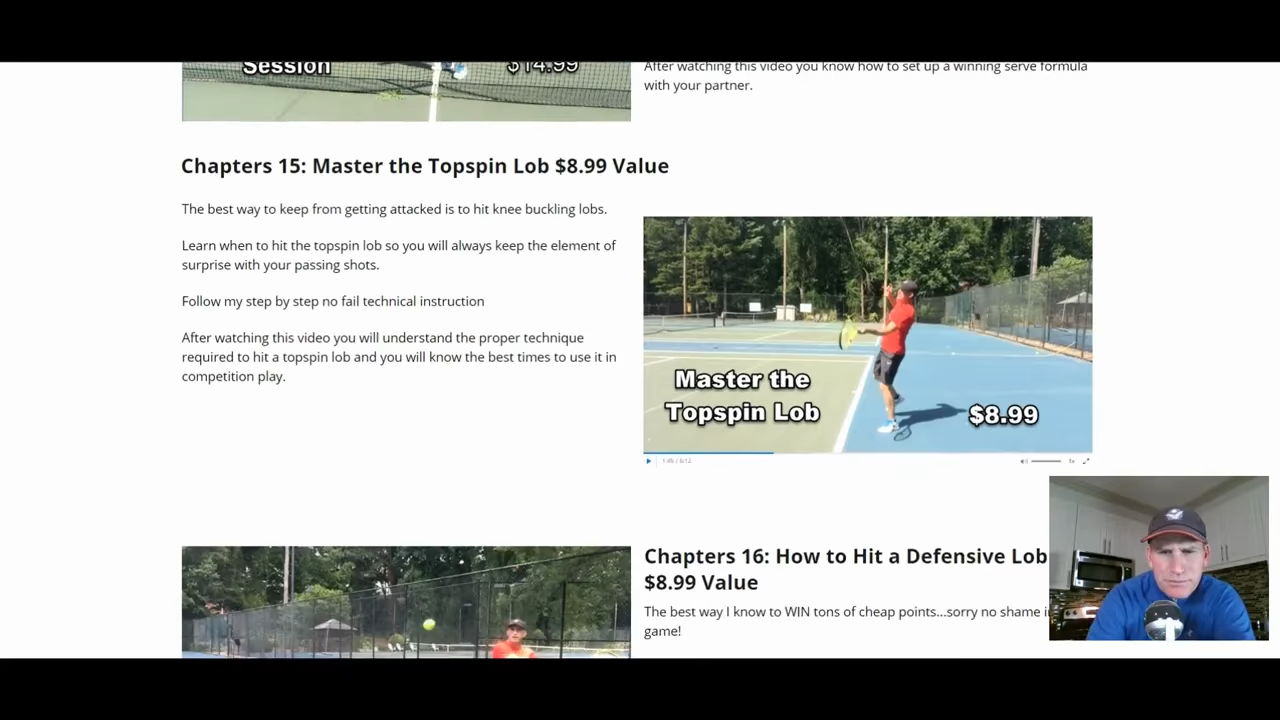 Session
$14.99
After watching this video you know how to set up a winning serve formula
with your partner.
Chapters 15: Master the Topspin Lob $8.99 Value
The best way to keep from getting attacked is to hit knee buckling lobs.
Learn when to hit the topspin lob so you will always keep the element of
surprise with your passing shots.
Follow my step by step no fail technical instruction
After watching this video you will understand the proper technique
required to hit a topspin lob and you will know the best times to use it in
competition play.
Master the
Topspin Lob
$8.99
1x
Chapters 16: How to Hit a Defensive Lob
$8.99 Value
The best way I know to WIN tons of cheap points...sorry no shame
game!